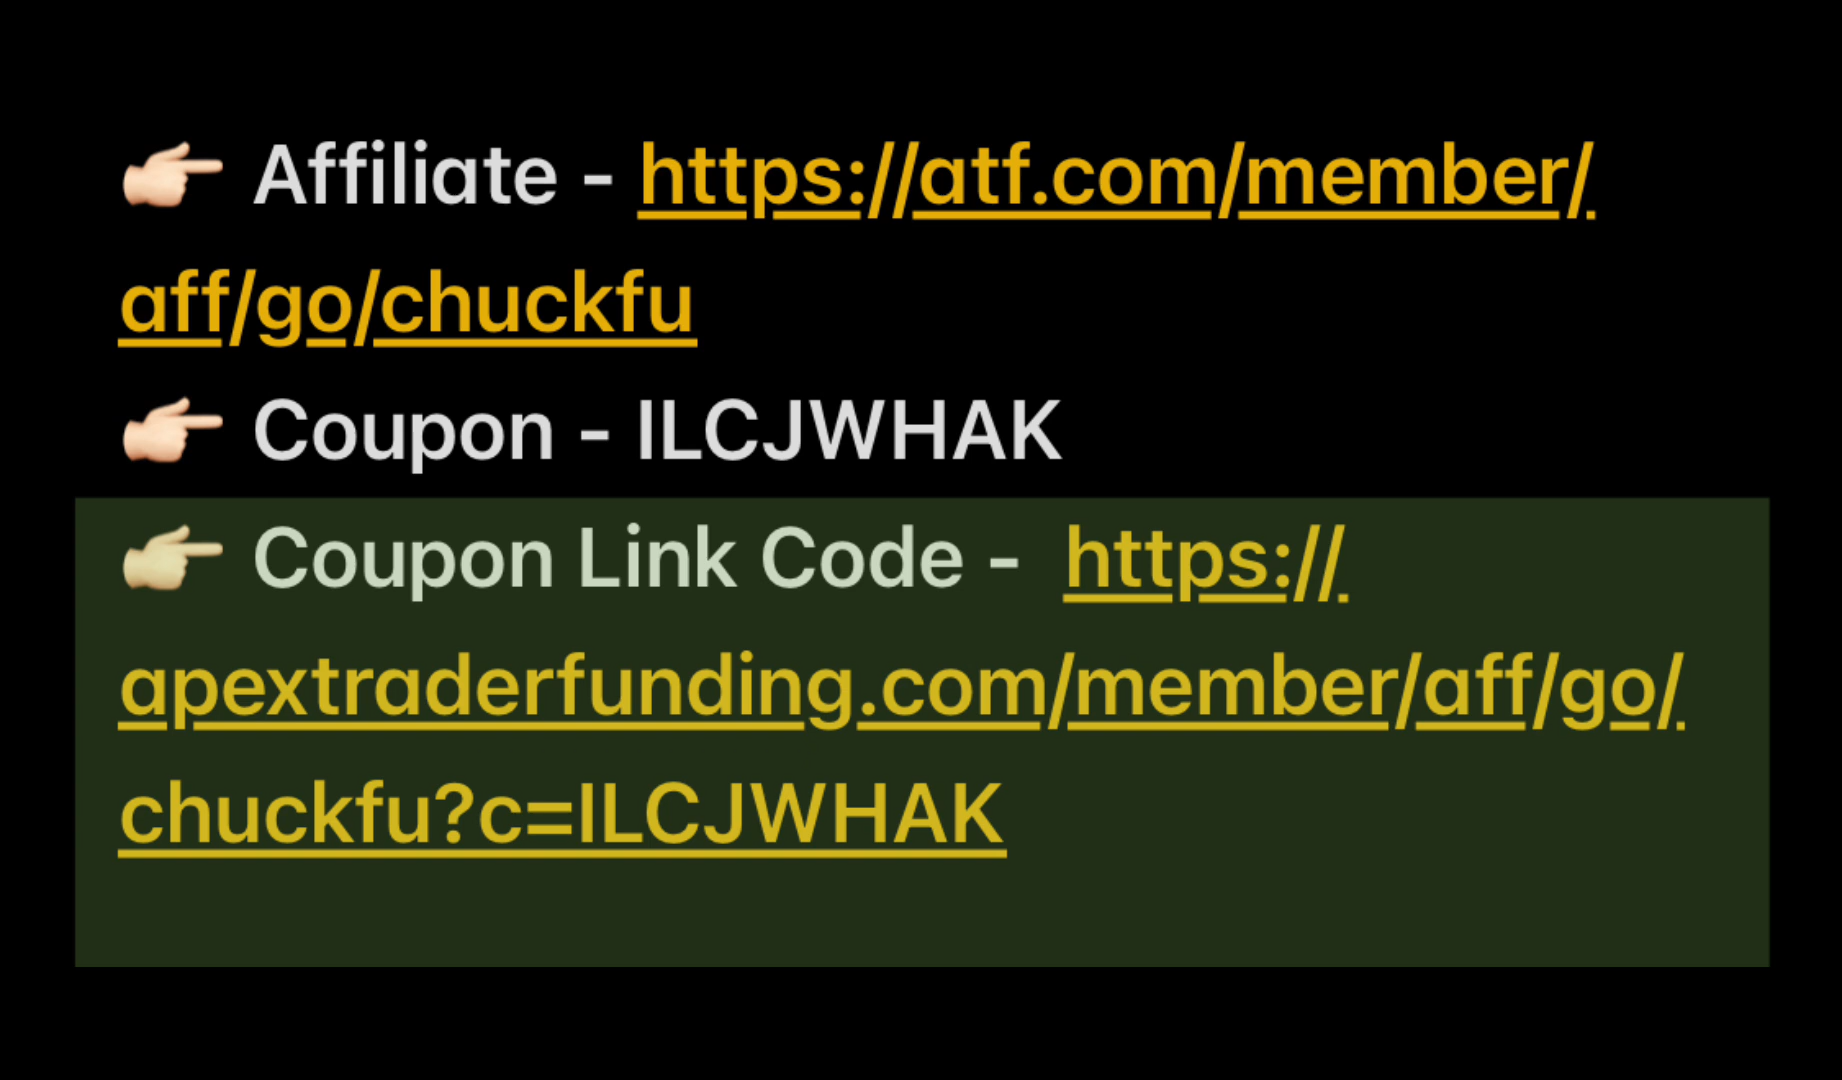 👉🏻 Affiliate - https://atf.com/member/
aff/go/chuckfu
👉🏻 Coupon - ILCJWHAK
👉🏻 Coupon Link Code -  https://
apextraderfunding.com/member/aff/go/
chuckfu?c=ILCJWHAK